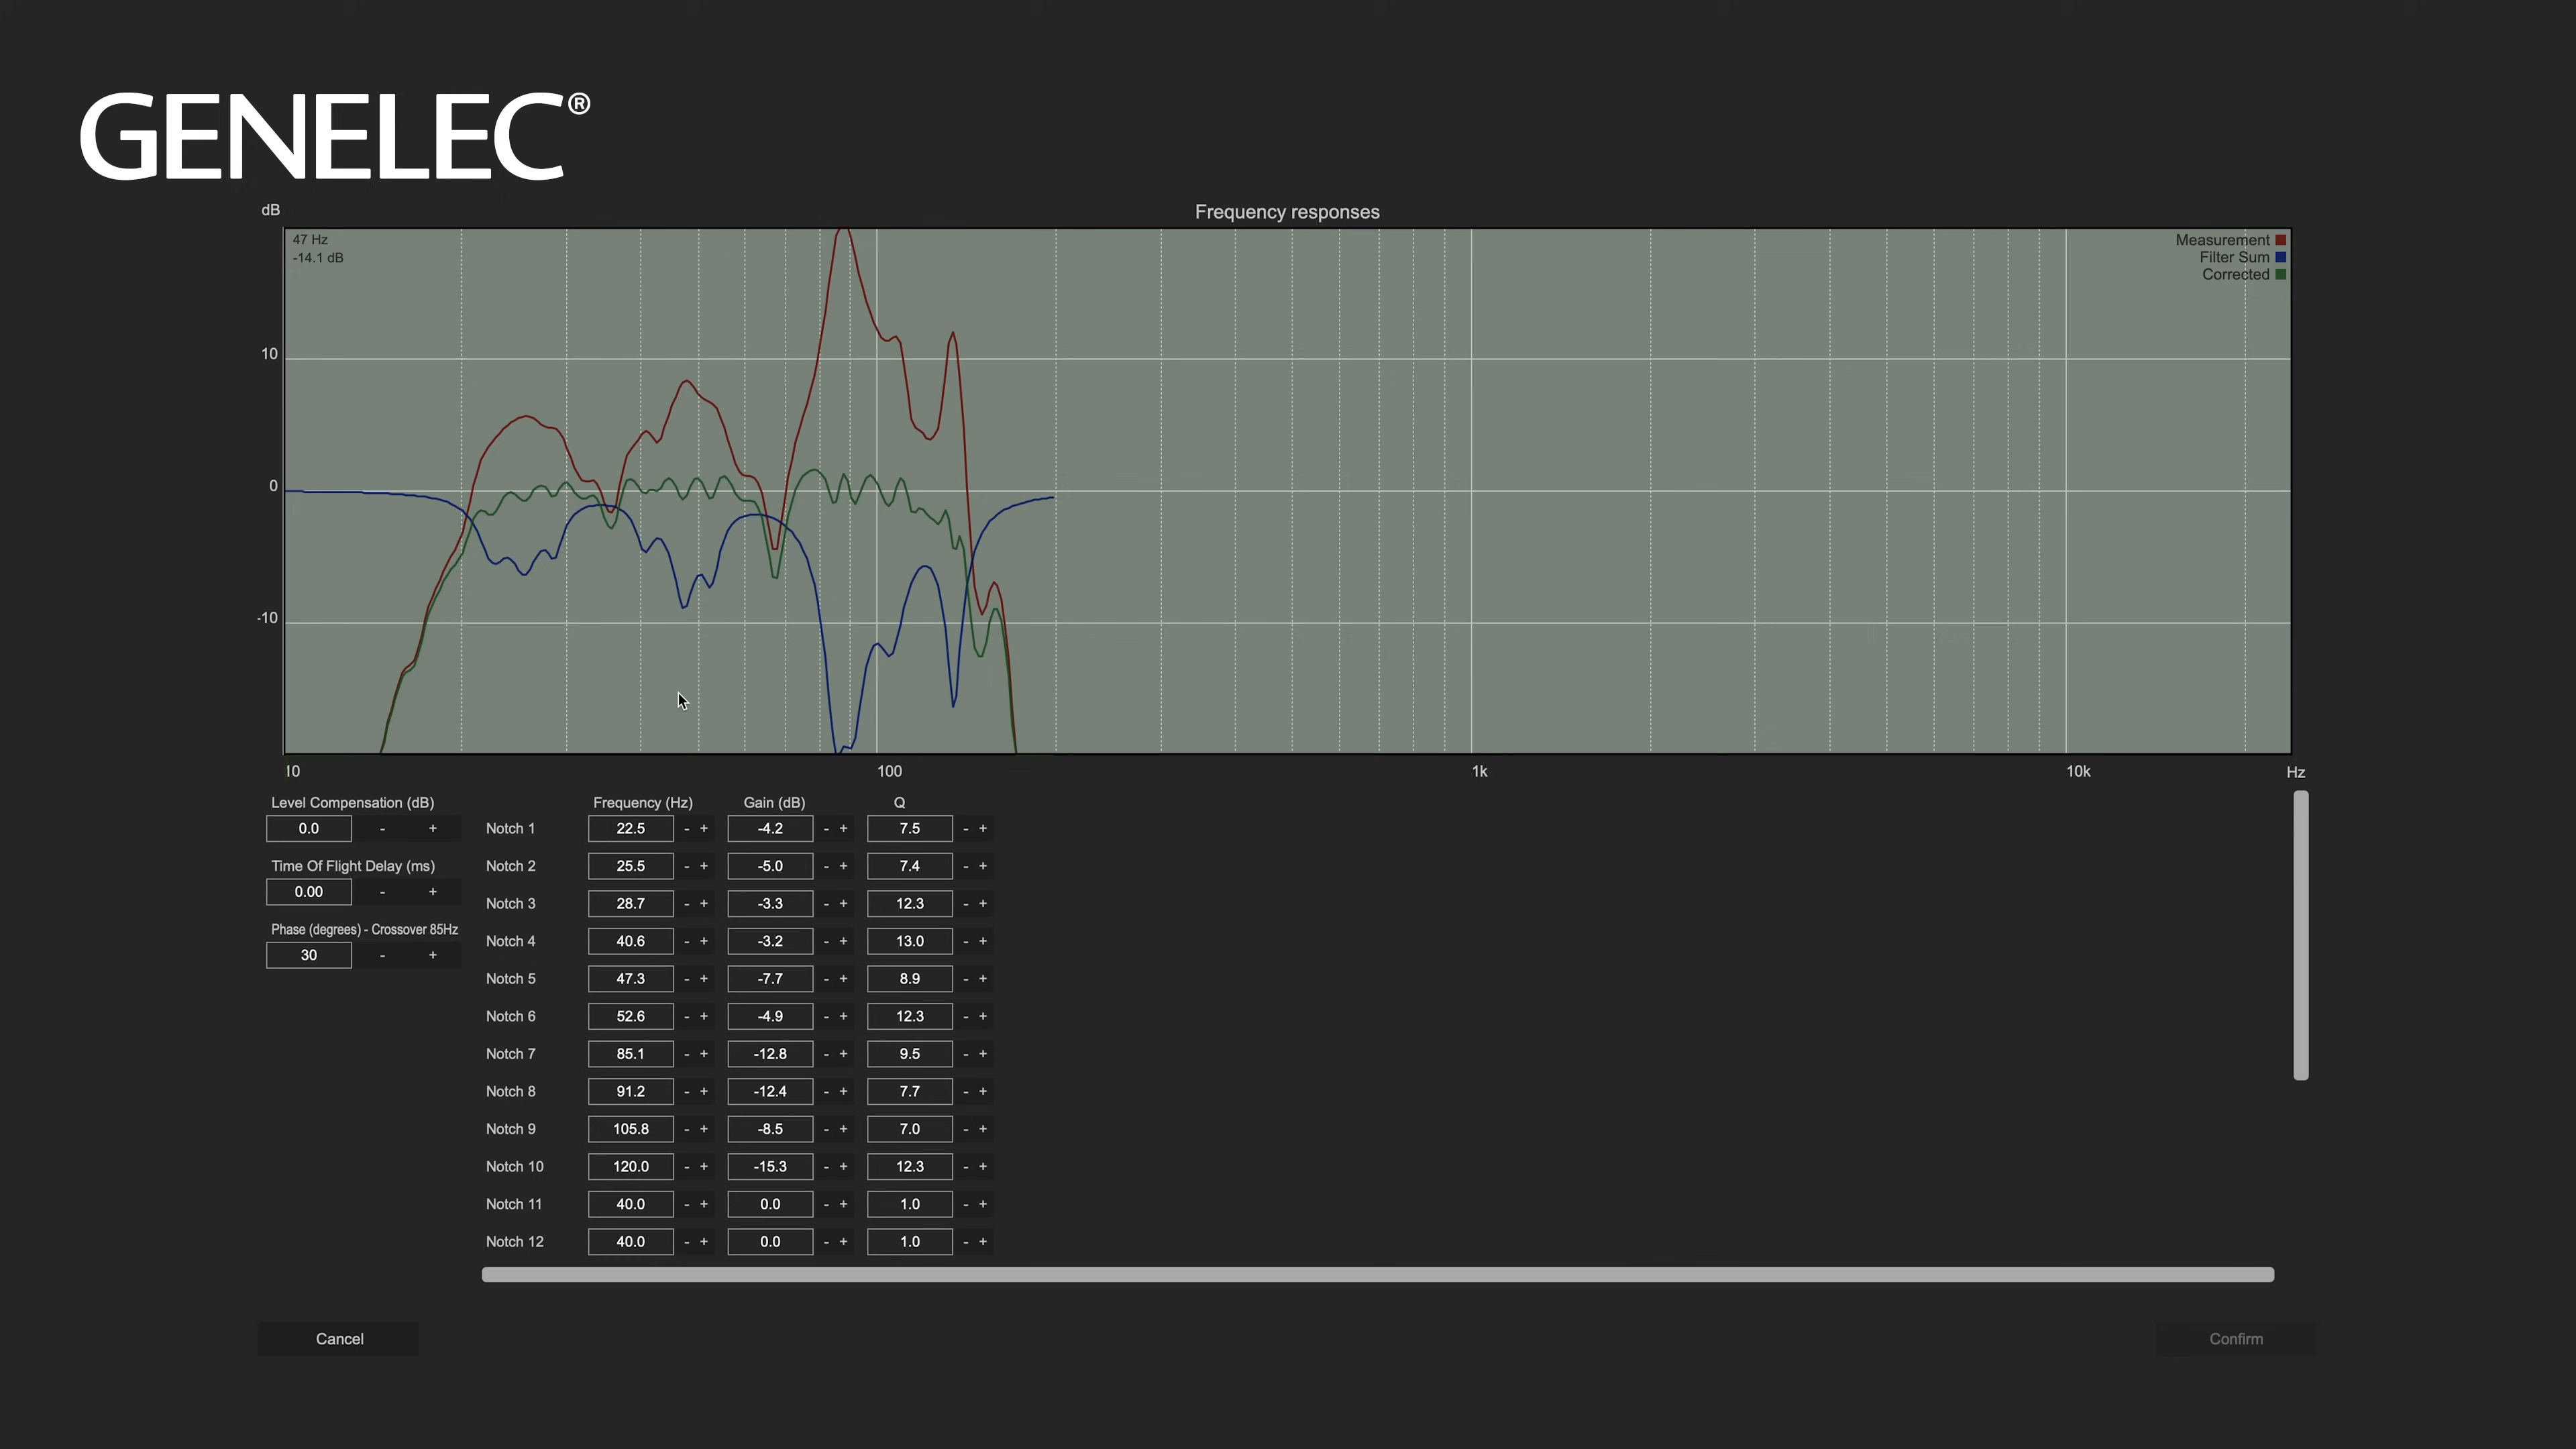 GENELEC®
dB
Frequency responses
47 Hz
-14.1 dB
Measurement
Filter Sum
Corrected
10
0
-10
10
100
1k
10k
Hz
Level Compensation (dB)
0.0 - +
Time Of Flight Delay (ms)
0.00 - +
Phase (degrees) - Crossover 85Hz
30 - +
Frequency (Hz) Gain (dB) Q
Notch 1 22.5 - + -4.2 - + 7.5 - +
Notch 2 25.5 - + -5.0 - + 7.4 - +
Notch 3 28.7 - + -3.3 - + 12.3 - +
Notch 4 40.6 - + -3.2 - + 13.0 - +
Notch 5 47.3 - + -7.7 - + 8.9 - +
Notch 6 52.6 - + -4.9 - + 12.3 - +
Notch 7 85.1 - + -12.8 - + 9.5 - +
Notch 8 91.2 - + -12.4 - + 7.7 - +
Notch 9 105.8 - + -8.5 - + 7.0 - +
Notch 10 120.0 - + -15.3 - + 12.3 - +
Notch 11 40.0 - + 0.0 - + 1.0 - +
Notch 12 40.0 - + 0.0 - + 1.0 - +
Cancel
Confirm